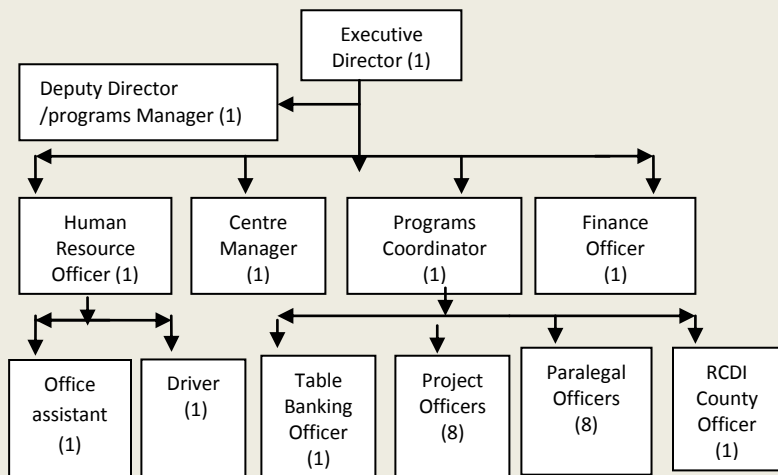 Executive
Director (1)
Deputy Director
/programs Manager (1)
Human
Resource
Officer (1)
Centre
Manager
(1)
Programs
Coordinator
(1)
Finance
Officer
(1)
Office
assistant
(1)
Driver
(1)
Table
Banking
Officer
(1)
Project
Officers
(8)
Paralegal
Officers
(8)
RCDI
County
Officer
(1)